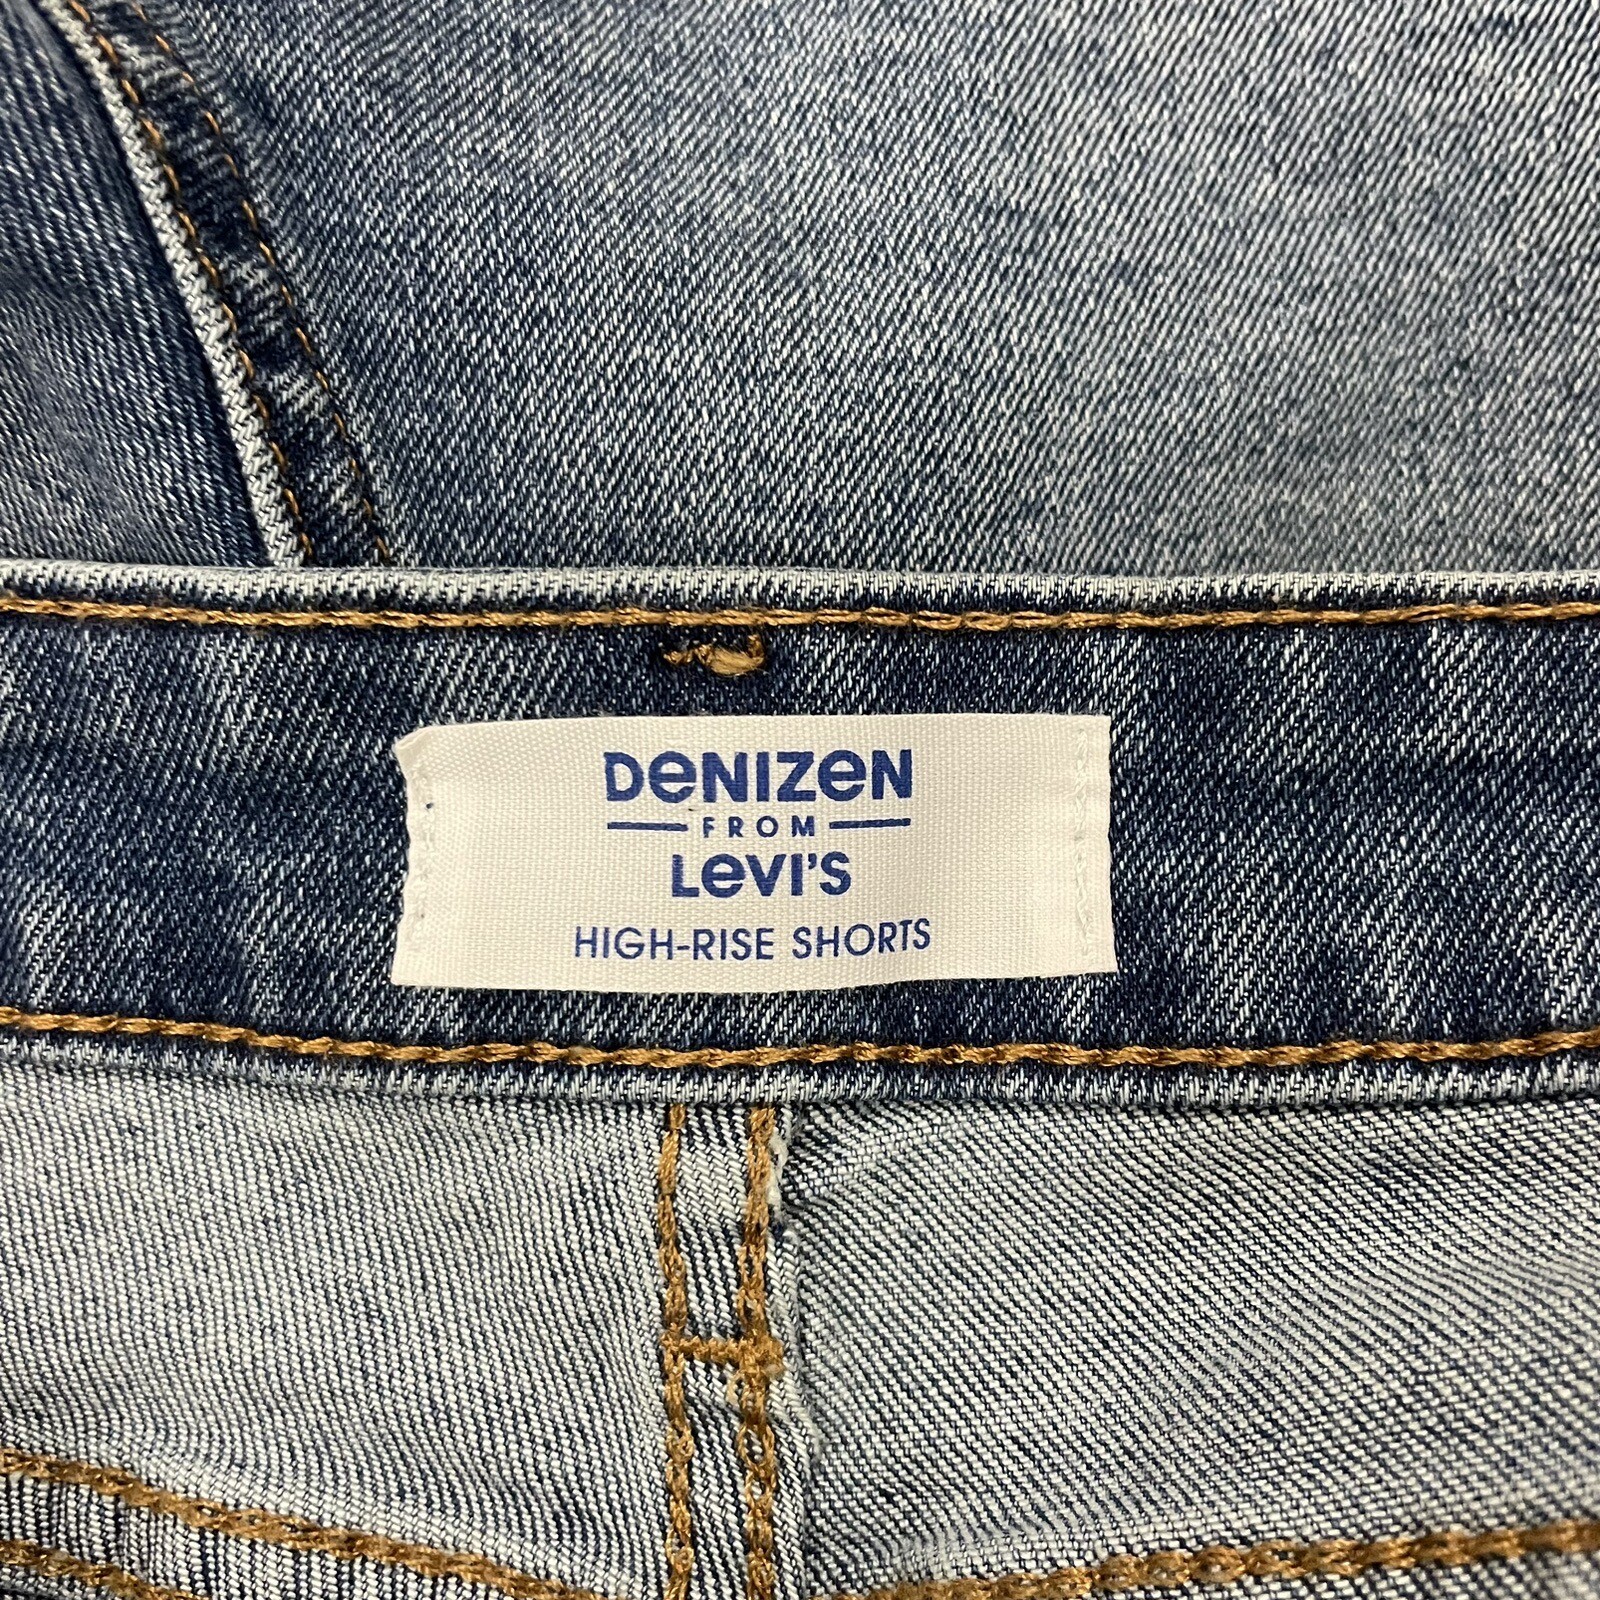 DeNIZeN
FROM
LeVI'S
HIGH-RISE SHORTS